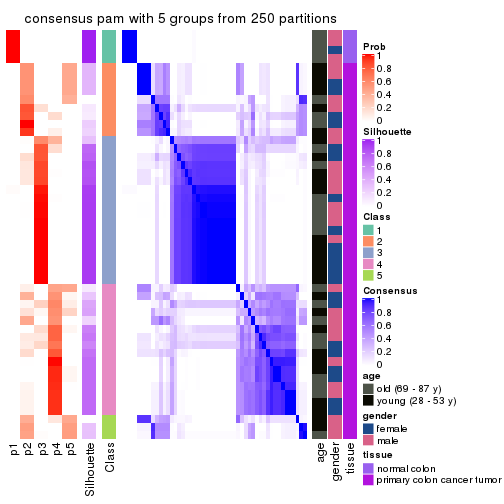 consensus pam with 5 groups from 250 partitions
Prob
1
0.8
0.6
0.4
0.2
0
Silhouette
1
0.8
0.6
0.4
0.2
0
Class
1
2
3
4
5
Consensus
1
0.8
0.6
0.4
0.2
0
age
old (69 - 87 y)
young (28 - 53 y)
gender
female
male
tissue
normal colon
primary colon cancer tumor
p1
p2
p3
p4
p5
Silhouette
Class
age
gender
tissue